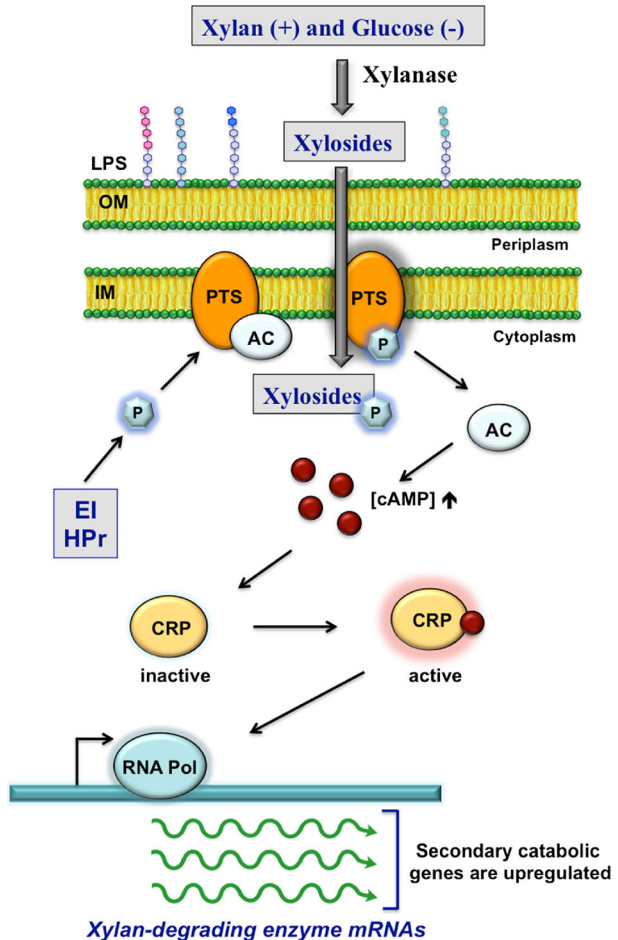 Xylan (+) and Glucose (-)
Xylanase
Xylosides
LPS
OM
Periplasm
IM
PTS
AC
PTS
P
Cytoplasm
Xylosides
P
P
AC
EI
HPr
[cAMP]
CRP
inactive
CRP
active
RNA Pol
Secondary catabolic
genes are upregulated
Xylan-degrading enzyme mRNAs